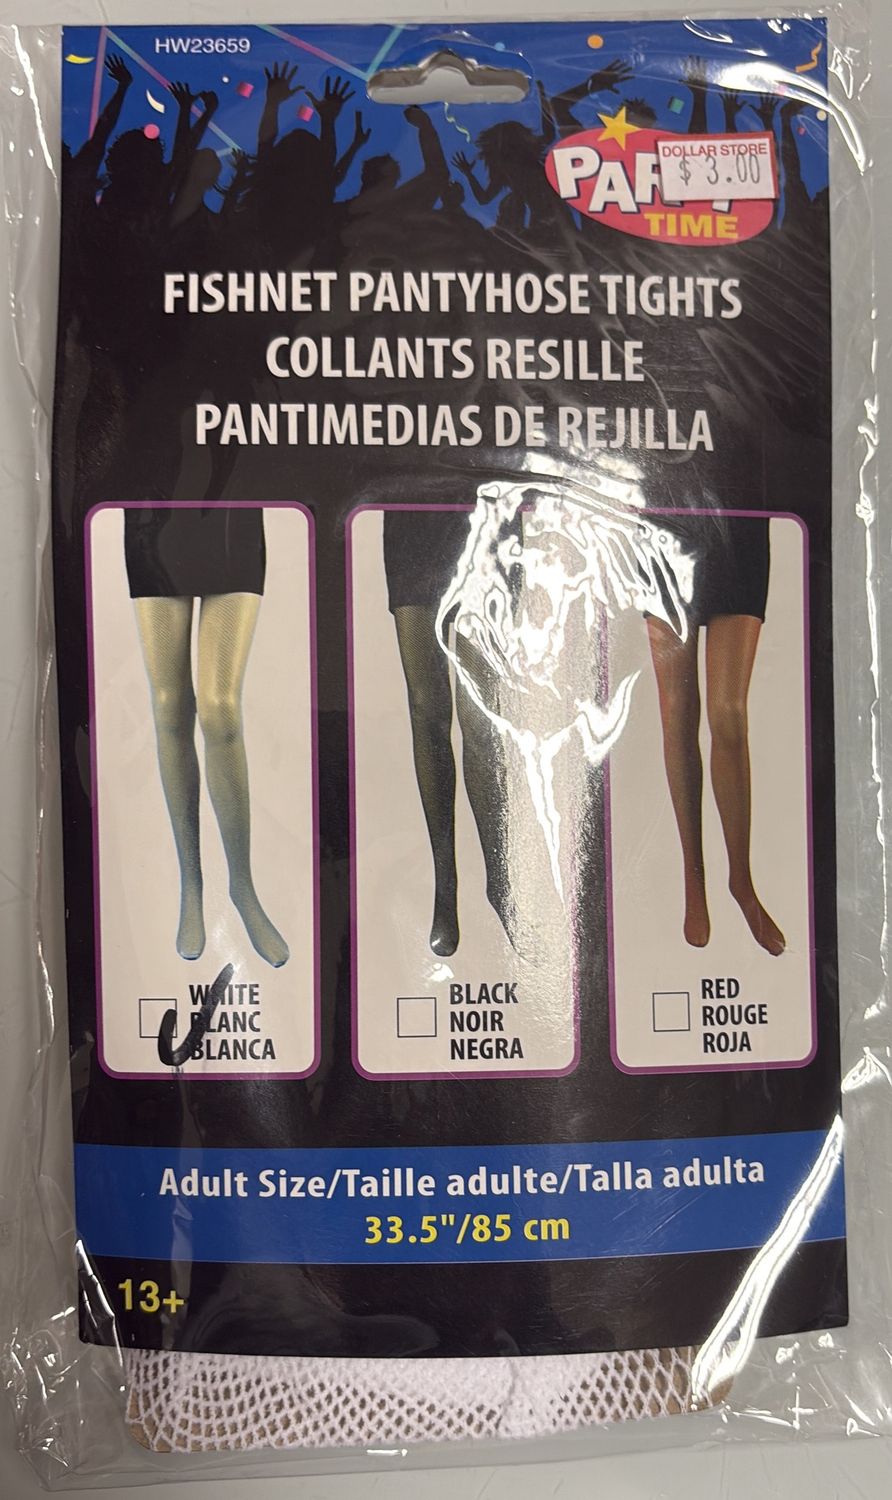 HW23659
DOLLAR STORE
$ 3.00
TIME
FISHNET PANTYHOSE TIGHTS
COLLANTS RESILLE
PANTIMEDIAS DE REJILLA
WHITE
BLANC
BLANCA
BLACK
NOIR
NEGRA
RED
ROUGE
ROJA
Adult Size/Taille adulte/Talla adulta
33.5"/85 cm
13+